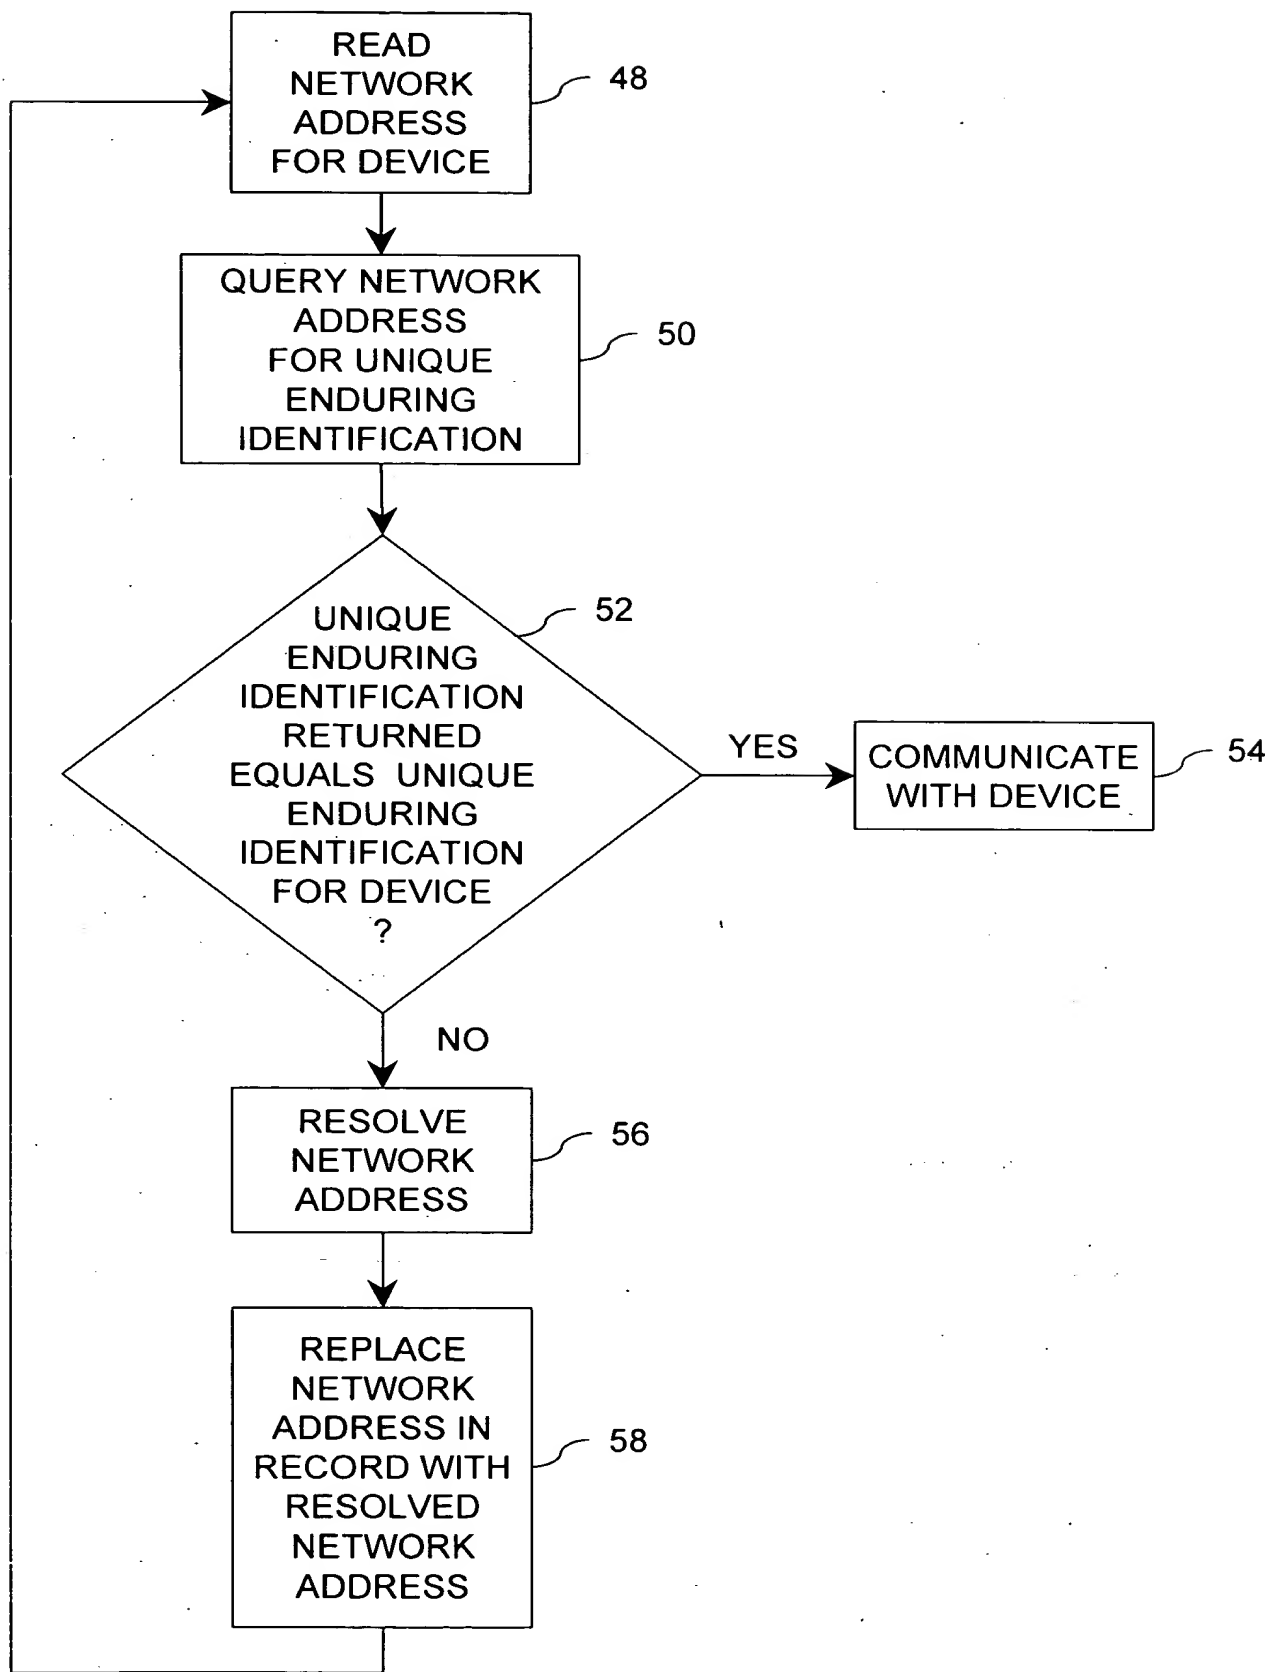 READ
NETWORK
ADDRESS
FOR DEVICE
48
QUERY NETWORK
ADDRESS
FOR UNIQUE
ENDURING
IDENTIFICATION
50
UNIQUE
ENDURING
IDENTIFICATION
RETURNED
EQUALS UNIQUE
ENDURING
IDENTIFICATION
FOR DEVICE
?
52
YES
COMMUNICATE
WITH DEVICE
54
NO
RESOLVE
NETWORK
ADDRESS
56
REPLACE
NETWORK
ADDRESS IN
RECORD WITH
RESOLVED
NETWORK
ADDRESS
58